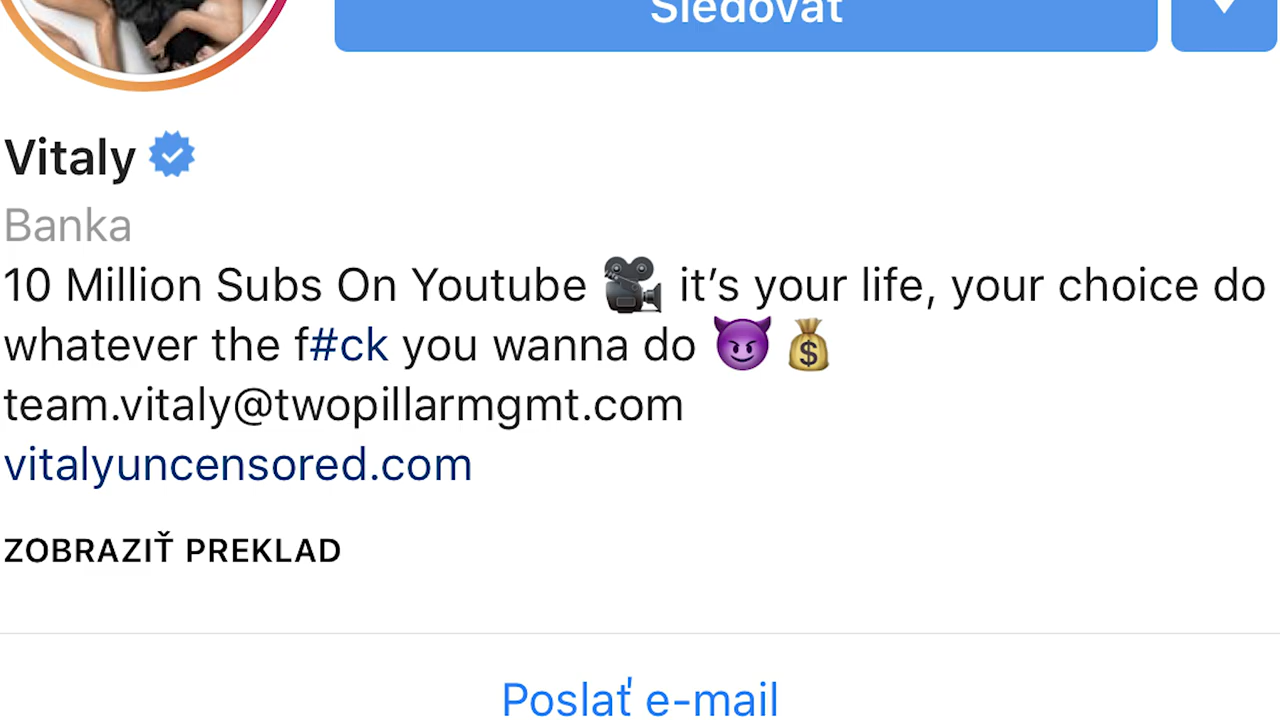 Sledovať
Vitaly
Banka
10 Million Subs On Youtube 🎥 it’s your life, your choice do
whatever the f#ck you wanna do 😈 💰
team.vitaly@twopillarmgmt.com
vitalyuncensored.com
ZOBRAZIŤ PREKLAD
Poslať e-mail